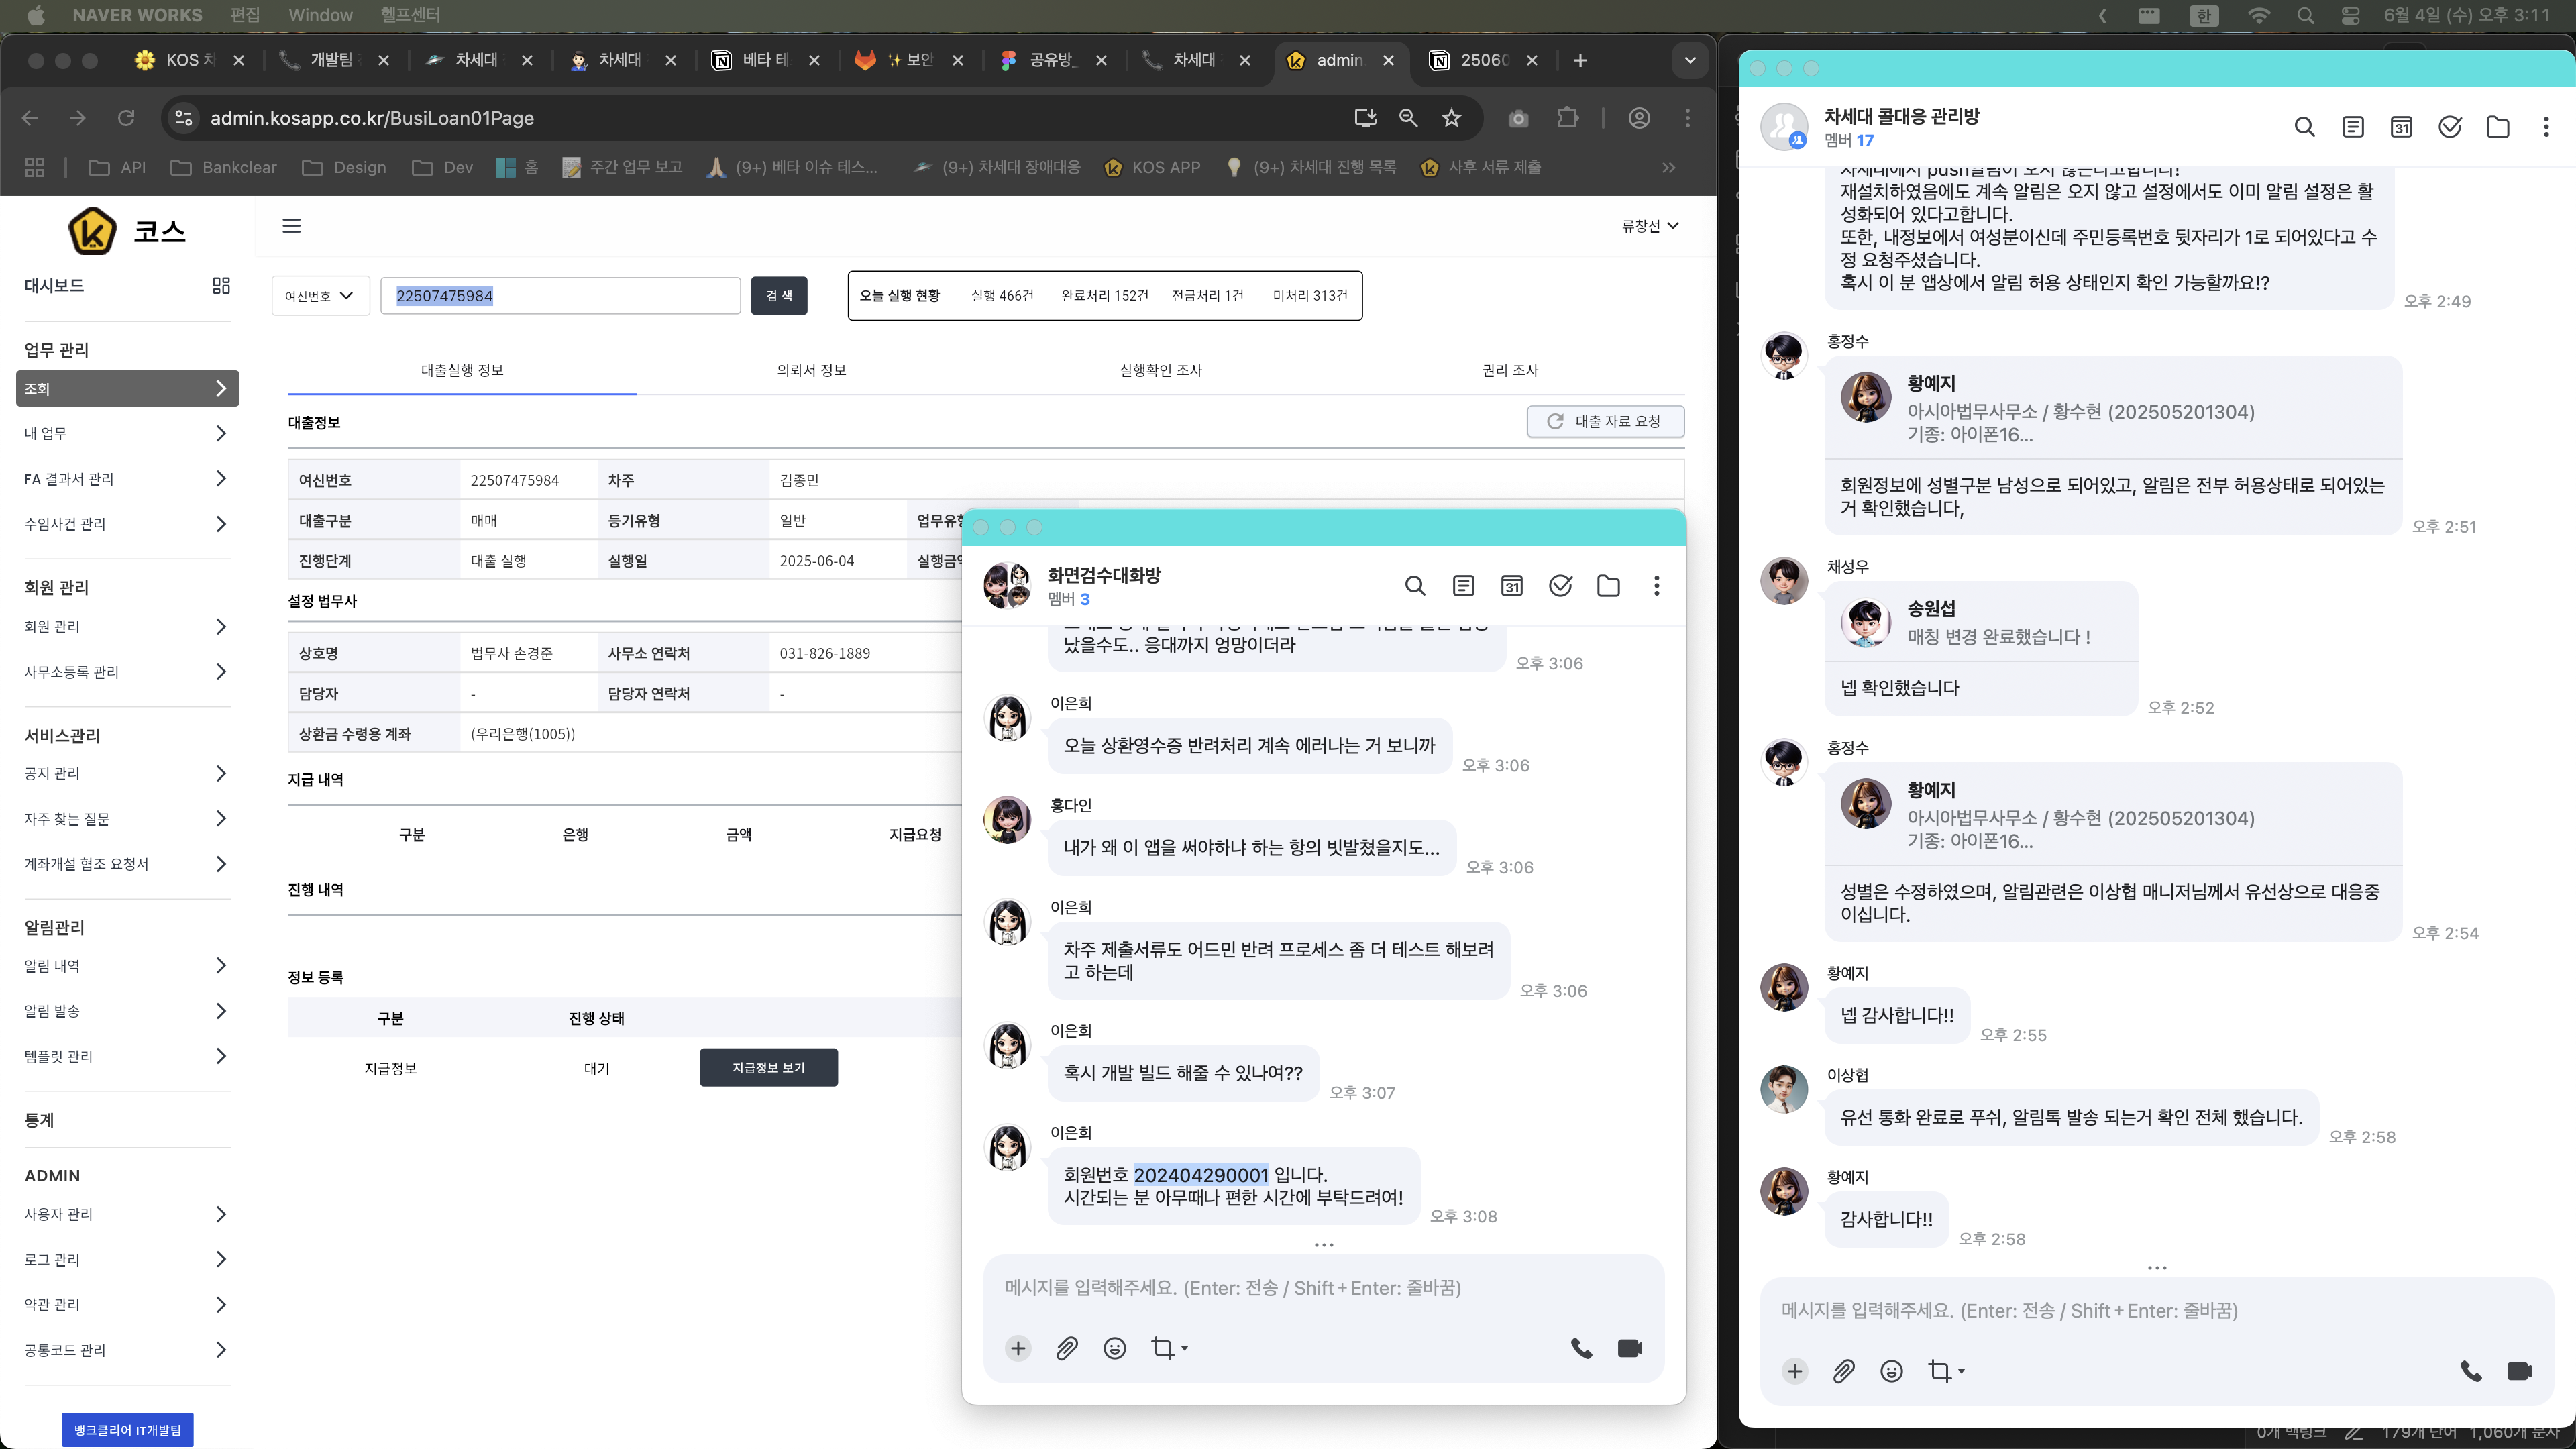 NAVER WORKS 편집 Window 헬프센터
한 6월 4일 (수) 오후 3:11
KOS 차 개발팀 차세대 차세대 베타 테 ✨ 보안 공유방_ 차세대 admin. 25060
admin.kosapp.co.kr/BusiLoan01Page
API Bankclear Design Dev 홈 주간 업무 보고 (9+) 베타 이슈 테스... (9+) 차세대 장애대응 KOS APP (9+) 차세대 진행 목록 사후 서류 제출
코스
대시보드
업무 관리
조회
내 업무
FA 결과서 관리
수임사건 관리
회원 관리
회원 관리
사무소등록 관리
서비스관리
공지 관리
자주 찾는 질문
계좌개설 협조 요청서
알림관리
알림 내역
알림 발송
템플릿 관리
통계
ADMIN
사용자 관리
로그 관리
약관 관리
공통코드 관리
뱅크클리어 IT개발팀
류창선
여신번호 22507475984 검 색
오늘 실행 현황 실행 466건 완료처리 152건 전금처리 1건 미처리 313건
대출실행 정보 의뢰서 정보 실행확인 조사 권리 조사
대출정보 대출 자료 요청
여신번호 22507475984 차주 김종민
대출구분 매매 등기유형 일반 업무유형
진행단계 대출 실행 실행일 2025-06-04 실행금액
설정 법무사
상호명 법무사 손경준 사무소 연락처 031-826-1889
담당자 - 담당자 연락처 -
상환금 수령용 계좌 (우리은행(1005))
지급 내역
구분 은행 금액 지급요청
진행 내역
정보 등록
구분 진행 상태
지급정보 대기 지급정보 보기
화면검수대화방
멤버 3
31
났을수도.. 응대까지 엉망이더라
오후 3:06
이은희
오늘 상환영수증 반려처리 계속 에러나는 거 보니까
오후 3:06
홍다인
내가 왜 이 앱을 써야하냐 하는 항의 빗발쳤을지도...
오후 3:06
이은희
차주 제출서류도 어드민 반려 프로세스 좀 더 테스트 해보려
고 하는데
오후 3:06
이은희
혹시 개발 빌드 해줄 수 있나여??
오후 3:07
이은희
회원번호 202404290001 입니다.
시간되는 분 아무때나 편한 시간에 부탁드려여!
오후 3:08
메시지를 입력해주세요. (Enter: 전송 / Shift+Enter: 줄바꿈)
차세대 콜대응 관리방
멤버 17
31
차세대에서 push알림이 오지 않는다고합니다!
재설치하였음에도 계속 알림은 오지 않고 설정에서도 이미 알림 설정은 활
성화되어 있다고합니다.
또한, 내정보에서 여성분이신데 주민등록번호 뒷자리가 1로 되어있다고 수
정 요청주셨습니다.
혹시 이 분 앱상에서 알림 허용 상태인지 확인 가능할까요!?
오후 2:49
홍정수
황예지
아시아법무사무소 / 황수현 (202505201304)
기종: 아이폰16...
회원정보에 성별구분 남성으로 되어있고, 알림은 전부 허용상태로 되어있는
거 확인했습니다,
오후 2:51
채성우
송원섭
매칭 변경 완료했습니다 !
넵 확인했습니다
오후 2:52
홍정수
황예지
아시아법무사무소 / 황수현 (202505201304)
기종: 아이폰16...
성별은 수정하였으며, 알림관련은 이상협 매니저님께서 유선상으로 대응중
이십니다.
오후 2:54
황예지
넵 감사합니다!!
오후 2:55
이상협
유선 통화 완료로 푸쉬, 알림톡 발송 되는거 확인 전체 했습니다.
오후 2:58
황예지
감사합니다!!
오후 2:58
메시지를 입력해주세요. (Enter: 전송 / Shift+Enter: 줄바꿈)
0개 백링크 179개 단어 1,060개 문자